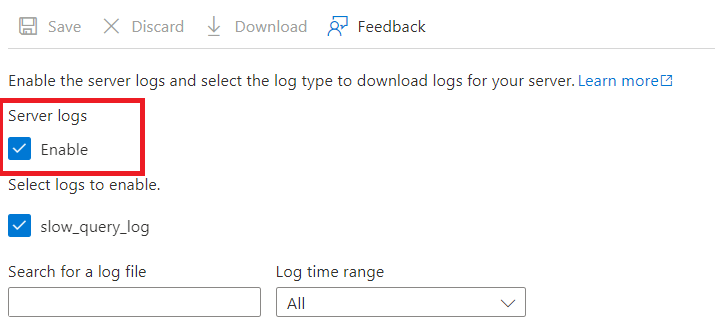 Save Discard Download Feedback
Enable the server logs and select the log type to download logs for your server. Learn more
Server logs
Enable
Select logs to enable.
slow_query_log
Search for a log file Log time range
All